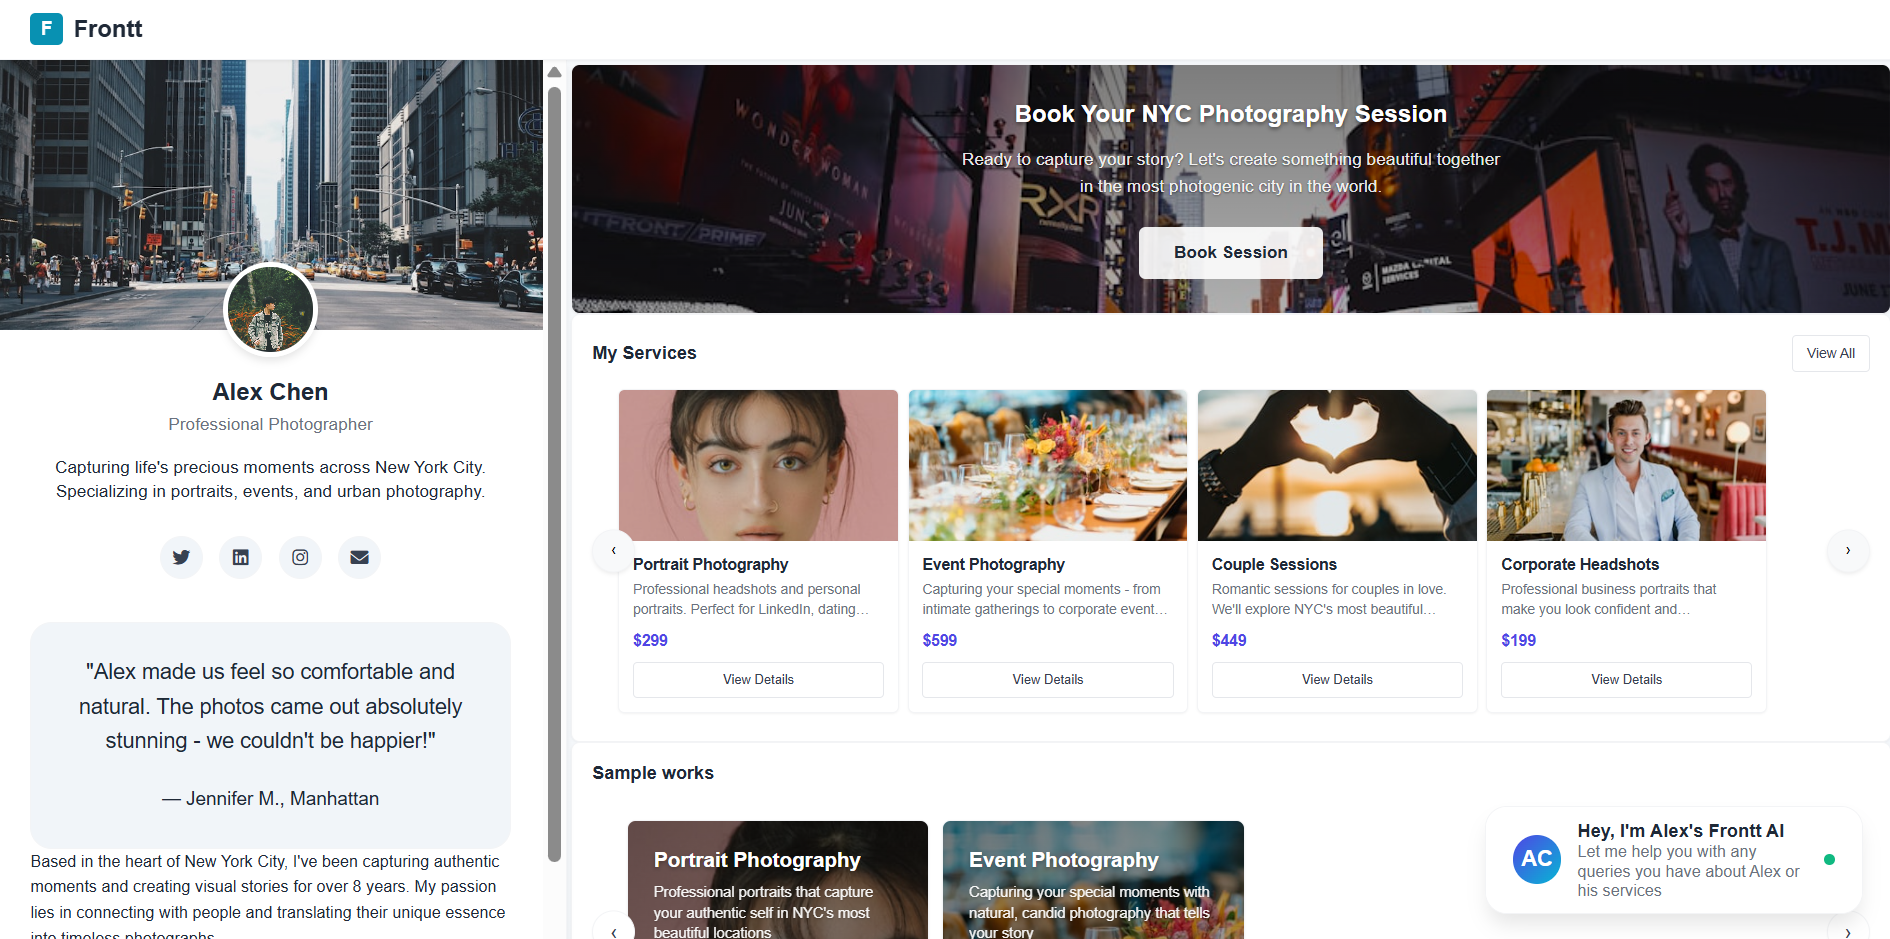 F Frontt
Alex Chen
Professional Photographer
Capturing life's precious moments across New York City.
Specializing in portraits, events, and urban photography.
"Alex made us feel so comfortable and
natural. The photos came out absolutely
stunning - we couldn't be happier!"
— Jennifer M., Manhattan
Based in the heart of New York City, I've been capturing authentic
moments and creating visual stories for over 8 years. My passion
lies in connecting with people and translating their unique essence
into timeless photographs.
Book Your NYC Photography Session
Ready to capture your story? Let's create something beautiful together
in the most photogenic city in the world.
Book Session
WONDER WOMAN
JUN
OUTFRONT / PRIME
RXR
MAZDA CAPITAL
SERVICES
T.J. M
JUNE 1
My Services
View All
Portrait Photography
Professional headshots and personal
portraits. Perfect for LinkedIn, dating…
$299
View Details
Event Photography
Capturing your special moments - from
intimate gatherings to corporate event…
$599
View Details
Couple Sessions
Romantic sessions for couples in love.
We'll explore NYC's most beautiful…
$449
View Details
Corporate Headshots
Professional business portraits that
make you look confident and…
$199
View Details
Sample works
Portrait Photography
Professional portraits that capture
your authentic self in NYC's most
beautiful locations
Event Photography
Capturing your special moments with
natural, candid photography that tells
your story
AC
Hey, I'm Alex's Frontt AI
Let me help you with any
queries you have about Alex or
his services